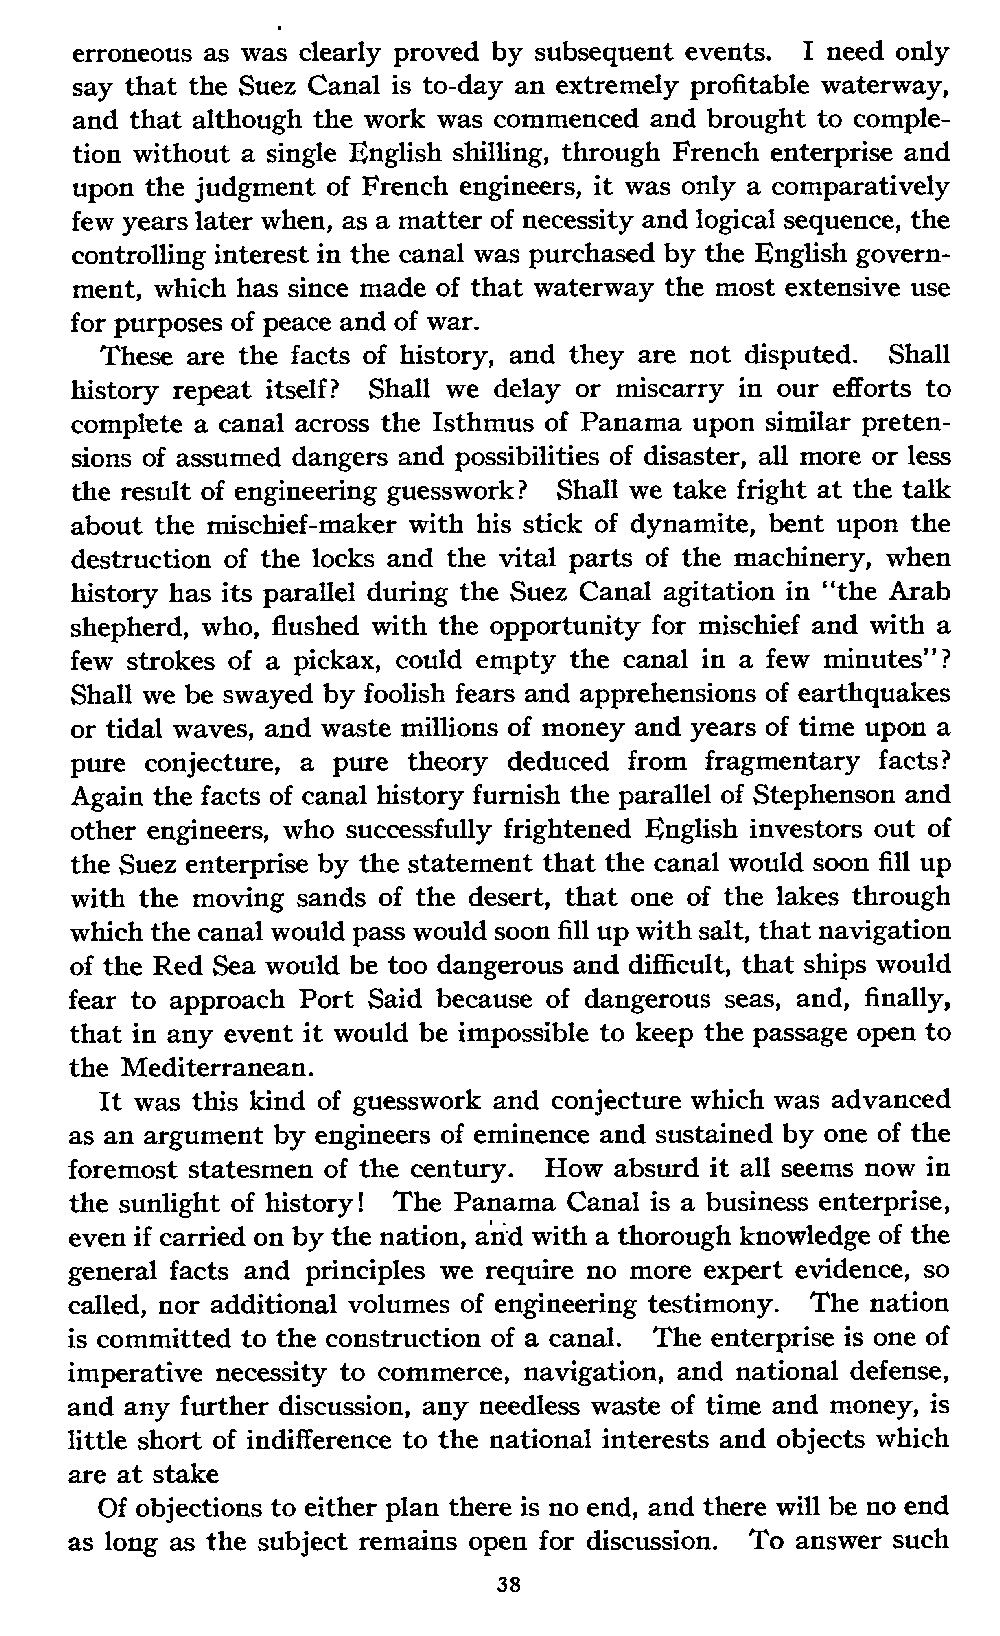 erroneous as was clearly proved by subsequent events. I need only
say that the Suez Canal is to-day an extremely profitable waterway,
and that although the work was commenced and brought to comple-
tion without a single English shilling, through French enterprise and
upon the judgment of French engineers, it was only a comparatively
few years later when, as a matter of necessity and logical sequence, the
controlling interest in the canal was purchased by the English govern-
ment, which has since made of that waterway the most extensive use
for purposes of peace and of war.
These are the facts of history, and they are not disputed. Shall
history repeat itself? Shall we delay or miscarry in our efforts to
complete a canal across the Isthmus of Panama upon similar preten-
sions of assumed dangers and possibilities of disaster, all more or less
the result of engineering guesswork? Shall we take fright at the talk
about the mischief-maker with his stick of dynamite, bent upon the
destruction of the locks and the vital parts of the machinery, when
history has its parallel during the Suez Canal agitation in "the Arab
shepherd, who, flushed with the opportunity for mischief and with a
few strokes of a pickax, could empty the canal in a few minutes"?
Shall we be swayed by foolish fears and apprehensions of earthquakes
or tidal waves, and waste millions of money and years of time upon a
pure conjecture, a pure theory deduced from fragmentary facts?
Again the facts of canal history furnish the parallel of Stephenson and
other engineers, who successfully frightened English investors out of
the Suez enterprise by the statement that the canal would soon fill up
with the moving sands of the desert, that one of the lakes through
which the canal would pass would soon fill up with salt, that navigation
of the Red Sea would be too dangerous and difficult, that ships would
fear to approach Port Said because of dangerous seas, and, finally,
that in any event it would be impossible to keep the passage open to
the Mediterranean.
It was this kind of guesswork and conjecture which was advanced
as an argument by engineers of eminence and sustained by one of the
foremost statesmen of the century. How absurd it all seems now in
the sunlight of history! The Panama Canal is a business enterprise,
even if carried on by the nation, and with a thorough knowledge of the
general facts and principles we require no more expert evidence, so
called, nor additional volumes of engineering testimony. The nation
is committed to the construction of a canal. The enterprise is one of
imperative necessity to commerce, navigation, and national defense,
and any further discussion, any needless waste of time and money, is
little short of indifference to the national interests and objects which
are at stake
Of objections to either plan there is no end, and there will be no end
as long as the subject remains open for discussion. To answer such
38